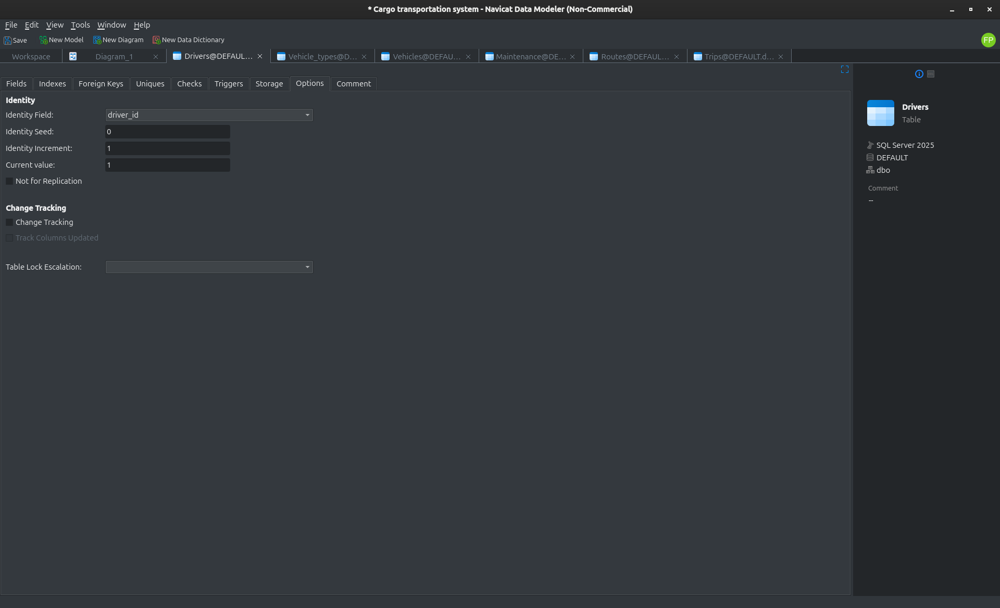 * Cargo transportation system - Navicat Data Modeler (Non-Commercial)
File Edit View Tools Window Help
Save New Model New Diagram New Data Dictionary
FP
Workspace Diagram_1 Drivers@DEFAUL... Vehicle_types@D... Vehicles@DEFAU... Maintenance@DE... Routes@DEFAUL... Trips@DEFAULT.d...
Fields Indexes Foreign Keys Uniques Checks Triggers Storage Options Comment
Identity
Identity Field: driver_id
Identity Seed: 0
Identity Increment: 1
Current value: 1
Not for Replication
Change Tracking
Change Tracking
Track Columns Updated
Table Lock Escalation:
Drivers
Table
SQL Server 2025
DEFAULT
dbo
Comment
--